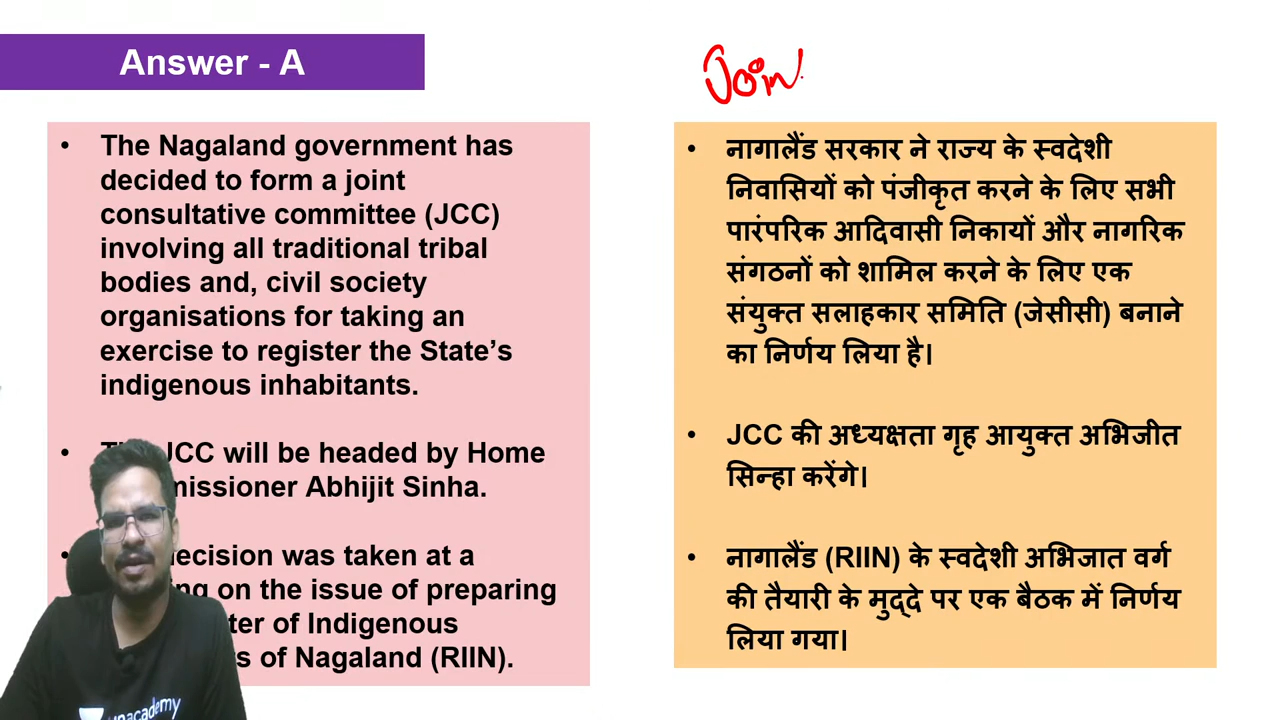 Answer - A
Join
• The Nagaland government has
decided to form a joint
consultative committee (JCC)
involving all traditional tribal
bodies and, civil society
organisations for taking an
exercise to register the State’s
indigenous inhabitants.
• JCC will be headed by Home
Abhijit Sinha.
• was taken at a
on the issue of preparing
of Indigenous
of Nagaland (RIIN).
• नागालैंड सरकार ने राज्य के स्वदेशी
निवासियों को पंजीकृत करने के लिए सभी
पारंपरिक आदिवासी निकायों और नागरिक
संगठनों को शामिल करने के लिए एक
संयुक्त सलाहकार समिति (जेसीसी) बनाने
का निर्णय लिया है।
• JCC की अध्यक्षता गृह आयुक्त अभिजीत
सिन्हा करेंगे।
• नागालैंड (RIIN) के स्वदेशी अभिजात वर्ग
की तैयारी के मुद्दे पर एक बैठक में निर्णय
लिया गया।